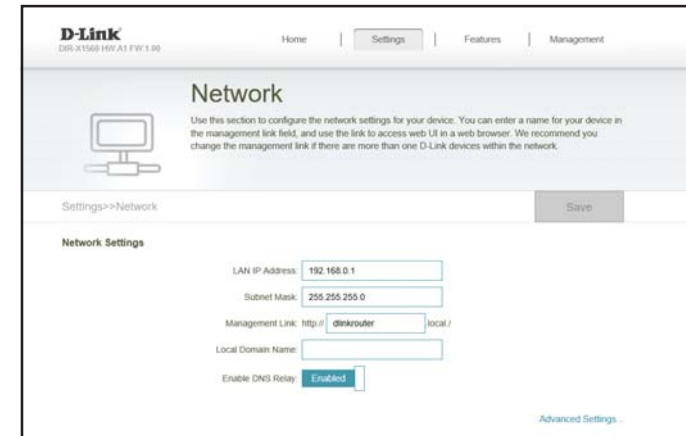 D-Link
DIR-X1560 HW:A1 FW:1.00
Home | Settings | Features | Management
Network
Use this section to configure the network settings for your device. You can enter a name for your device in
the management link field, and use the link to access web UI in a web browser. We recommend you
change the management link if there are more than one D-Link devices within the network.
Settings>>Network
Save
Network Settings
LAN IP Address: 192.168.0.1
Subnet Mask: 255.255.255.0
Management Link: http:// dlinkrouter .local./
Local Domain Name:
Enable DNS Relay: Enabled
Advanced Settings...